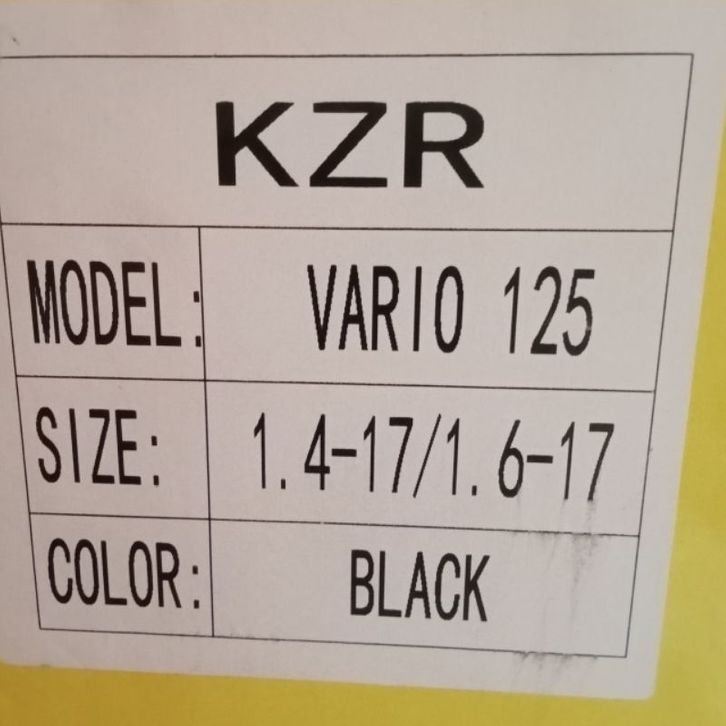 KZR
MODEL: VARIO 125
SIZE: 1.4-17/1.6-17
COLOR: BLACK